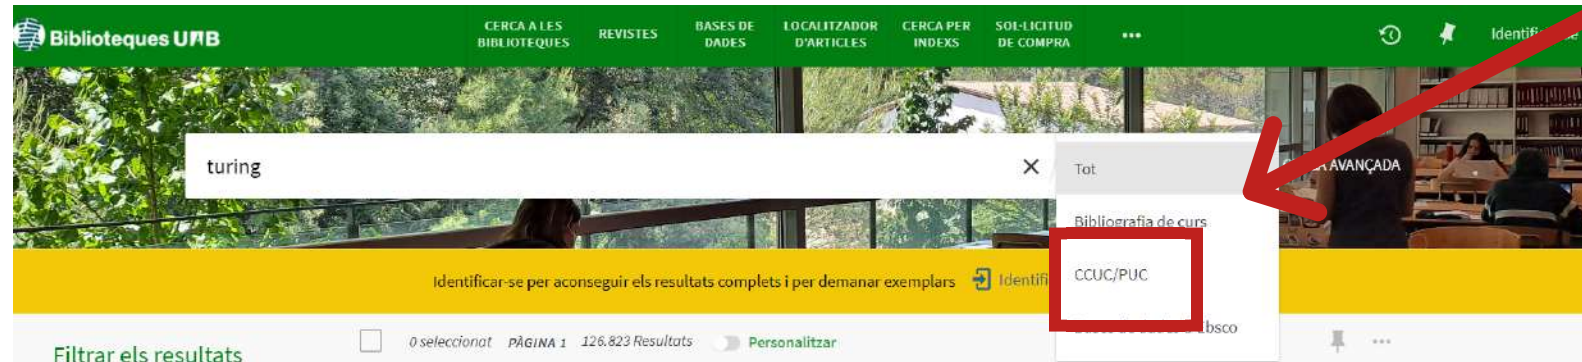 Biblioteques UAB
CERCA A LES BIBLIOTEQUES
REVISTES
BASES DE DADES
LOCALITZADOR D'ARTICLES
CERCA PER INDEXS
SOL·LICITUD DE COMPRA
•••
turing
Tot
AVANÇADA
Bibliografia de curs
CCUC/PUC
Identificar-se per aconseguir els resultats complets i per demanar exemplars
Filtrar els resultats
0 seleccionat PÀGINA 1 126.823 Resultats Personalitzar